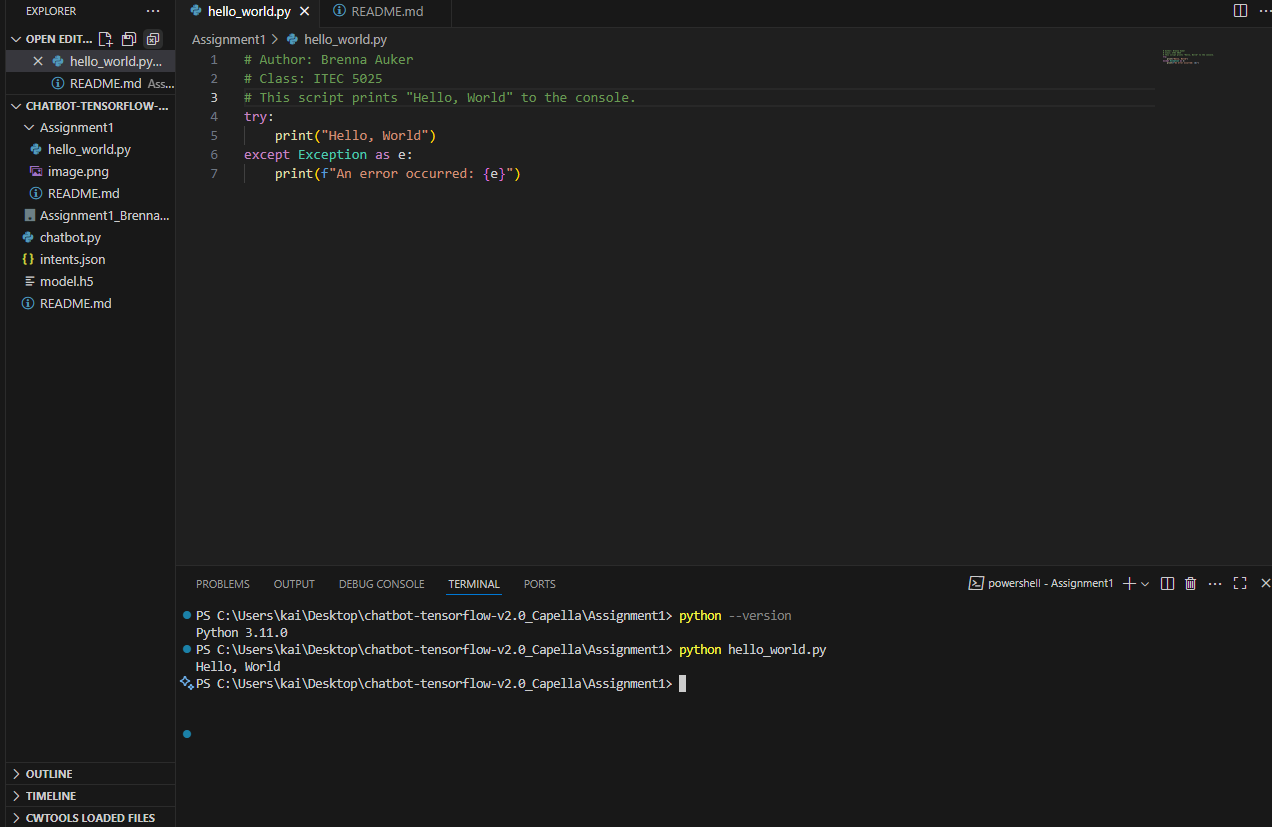 EXPLORER ...
OPEN EDIT...
hello_world.py...
README.md Ass...
CHATBOT-TENSORFLOW-...
Assignment1
hello_world.py
image.png
README.md
Assignment1_Brenna...
chatbot.py
{} intents.json
model.h5
README.md
OUTLINE
TIMELINE
CWTOOLS LOADED FILES
hello_world.py README.md
Assignment1 > hello_world.py
1 # Author: Brenna Auker
2 # Class: ITEC 5025
3 # This script prints "Hello, World" to the console.
4 try:
5 print("Hello, World")
6 except Exception as e:
7 print(f"An error occurred: {e}")
PROBLEMS OUTPUT DEBUG CONSOLE TERMINAL PORTS powershell - Assignment1
PS C:\Users\kai\Desktop\chatbot-tensorflow-v2.0_Capella\Assignment1> python --version
Python 3.11.0
PS C:\Users\kai\Desktop\chatbot-tensorflow-v2.0_Capella\Assignment1> python hello_world.py
Hello, World
PS C:\Users\kai\Desktop\chatbot-tensorflow-v2.0_Capella\Assignment1>